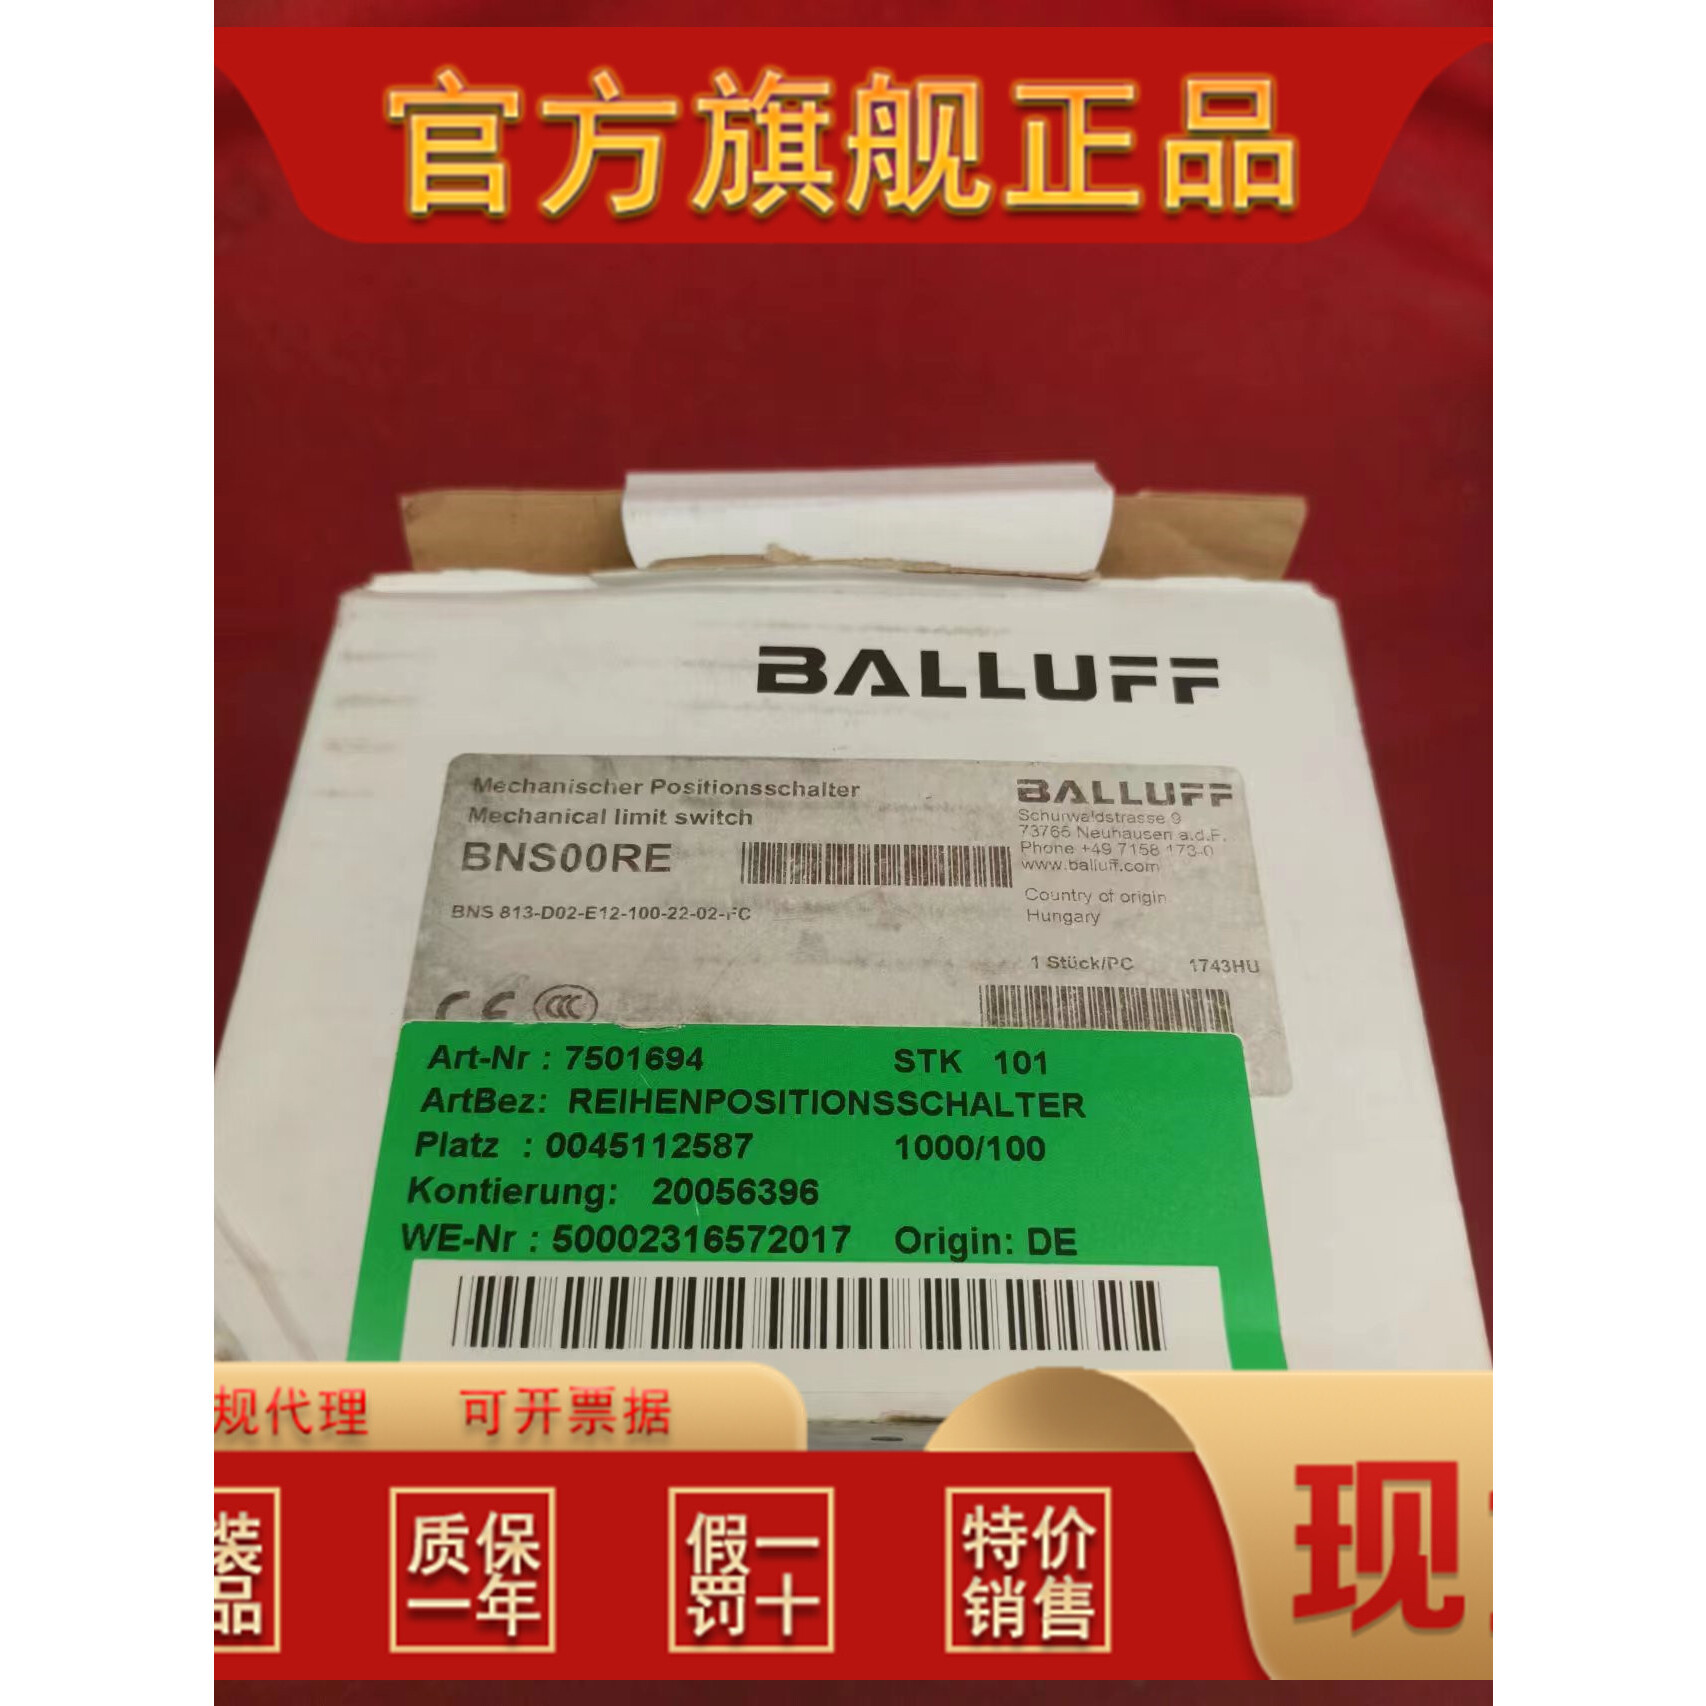 官方旗舰正品
BALLUFF
Mechanischer Positionsschalter
Mechanical limit switch
BNS00RE
BNS 813-D02-E12-100-22-02-FC
BALLUFF
Schurwaldstrasse 9
73765 Neuhausen a.d.F.
Phone +49 7158 173-0
www.balluff.com
Country of origin
Hungary
1 Stück/PC 1743HU
CE CCC
Art-Nr : 7501694 STK 101
ArtBez: REIHENPOSITIONSSCHALTER
Platz : 0045112587 1000/100
Kontierung: 20056396
WE-Nr : 50002316572017 Origin: DE
规代理 可开票据
装
品
质保
一年
假一
罚十
特价
销售
现